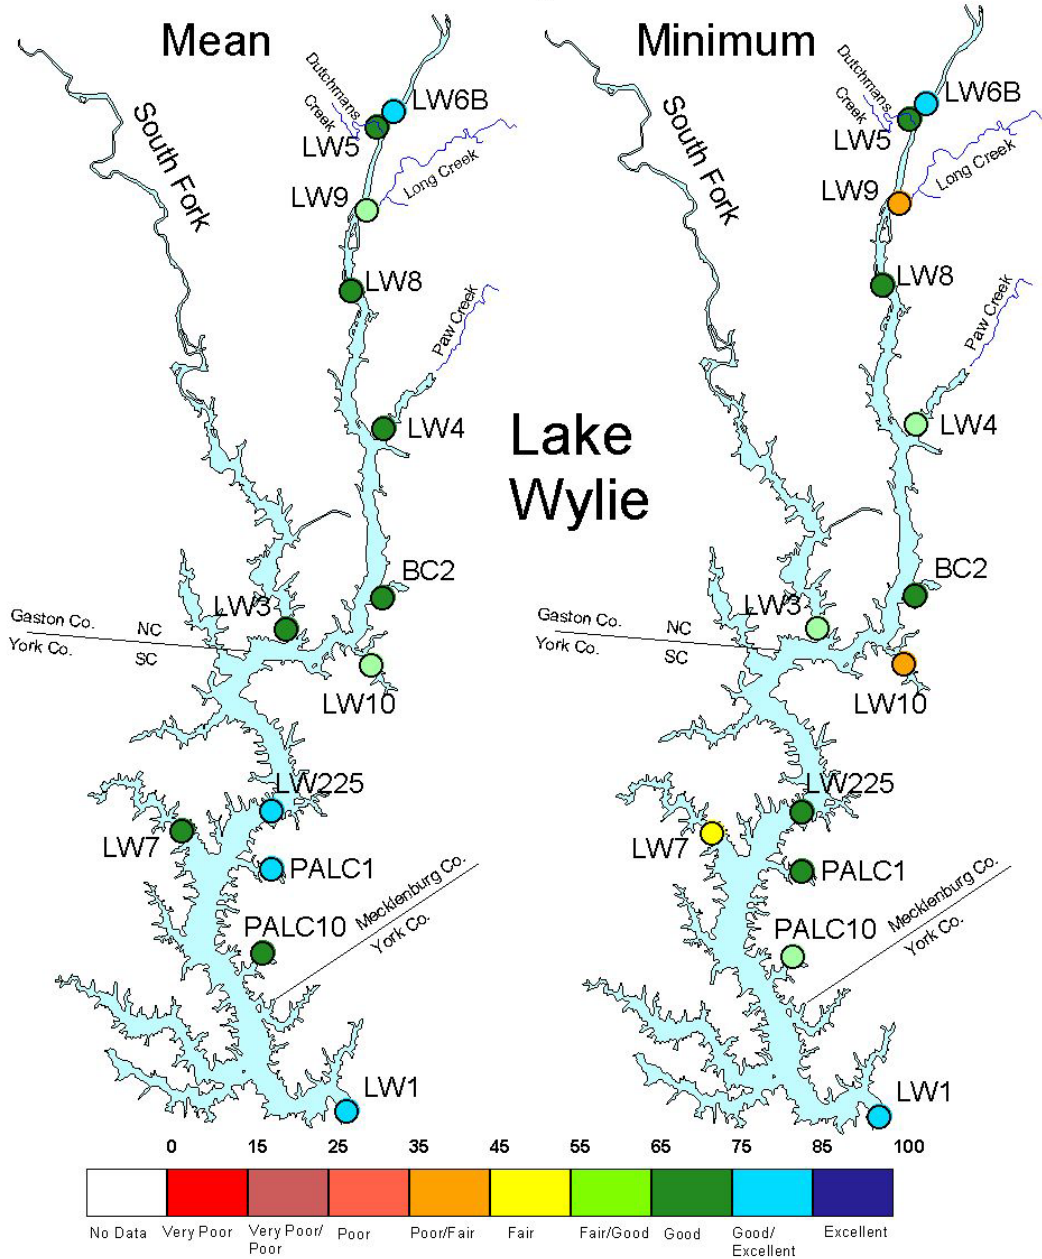 Mean
Minimum
Dutchmans
Creek
LW6B
LW5
South Fork
Long Creek
LW9
LW8
Paw Creek
LW4
BC2
LW3
Gaston Co.
NC
York Co.
SC
LW10
LW225
LW7
PALC1
PALC10
Mecklenburg Co.
York Co.
LW1
Lake
Wylie
Dutchmans
Creek
LW6B
LW5
South Fork
Long Creek
LW9
LW8
Paw Creek
LW4
BC2
LW3
Gaston Co.
NC
York Co.
SC
LW10
LW225
LW7
PALC1
PALC10
Mecklenburg Co.
York Co.
LW1
0 15 25 35 45 55 65 75 85 100
No Data
Very Poor
Very Poor/
Poor
Poor
Poor/Fair
Fair
Fair/Good
Good
Good/
Excellent
Excellent